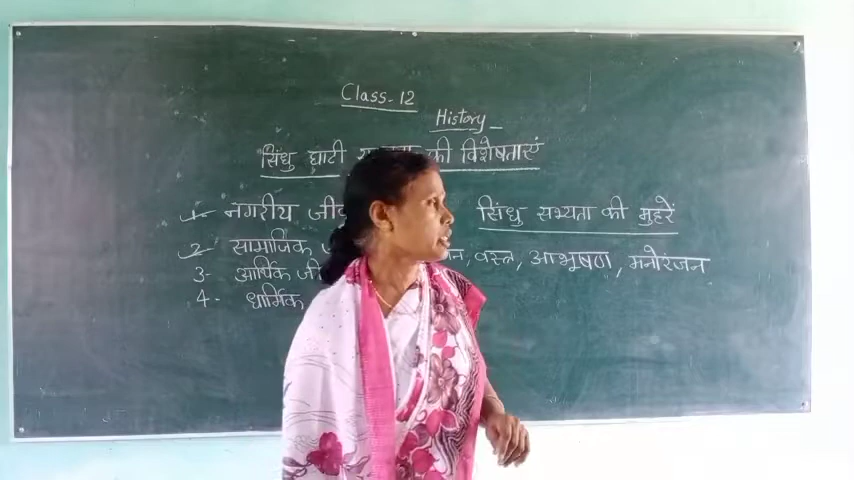 Class-12
History
सिंधु घाटी की विशेषताएं
1- नगरीय
सिंधु सभ्यता की मुहरें
2- सामाजिक
वस्त्र, आभूषण, मनोरंजन
3- आर्थिक
4- धार्मिक